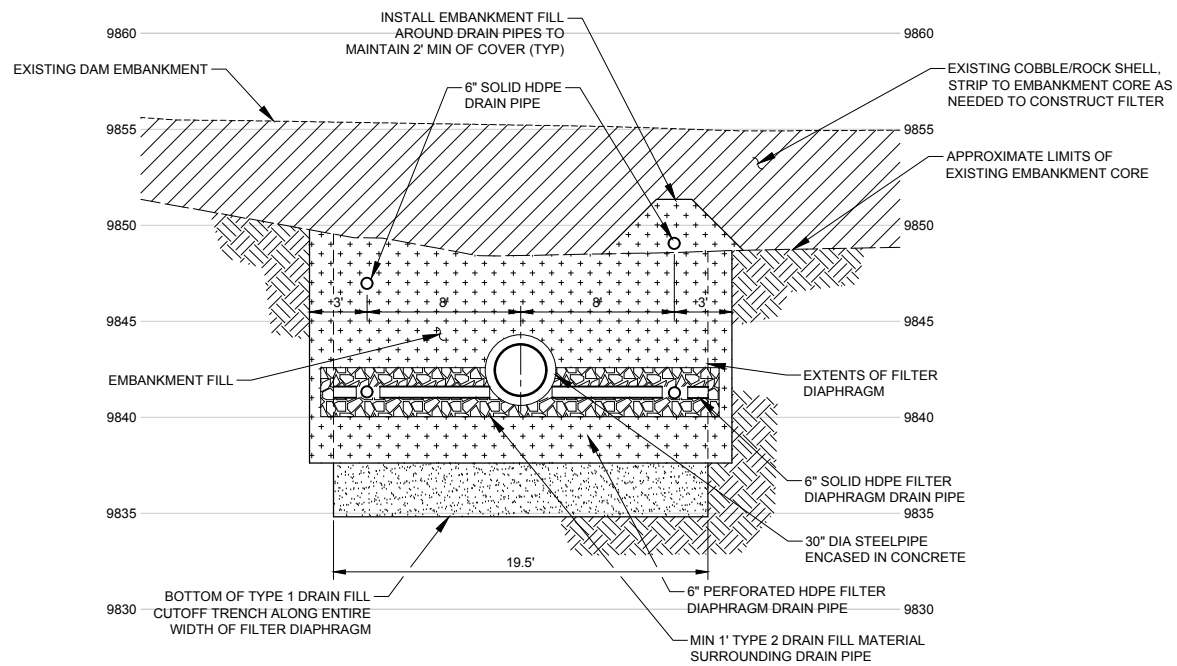 INSTALL EMBANKMENT FILL
AROUND DRAIN PIPES TO
MAINTAIN 2' MIN OF COVER (TYP)
9860
9860
EXISTING DAM EMBANKMENT
6" SOLID HDPE
DRAIN PIPE
EXISTING COBBLE/ROCK SHELL,
STRIP TO EMBANKMENT CORE AS
NEEDED TO CONSTRUCT FILTER
9855
9855
APPROXIMATE LIMITS OF
EXISTING EMBANKMENT CORE
9850
9850
3'
8'
8'
3'
9845
9845
EMBANKMENT FILL
EXTENTS OF FILTER
DIAPHRAGM
9840
9840
6" SOLID HDPE FILTER
DIAPHRAGM DRAIN PIPE
9835
9835
30" DIA STEELPIPE
ENCASED IN CONCRETE
19.5'
BOTTOM OF TYPE 1 DRAIN FILL
CUTOFF TRENCH ALONG ENTIRE
WIDTH OF FILTER DIAPHRAGM
6" PERFORATED HDPE FILTER
DIAPHRAGM DRAIN PIPE
9830
9830
MIN 1' TYPE 2 DRAIN FILL MATERIAL
SURROUNDING DRAIN PIPE